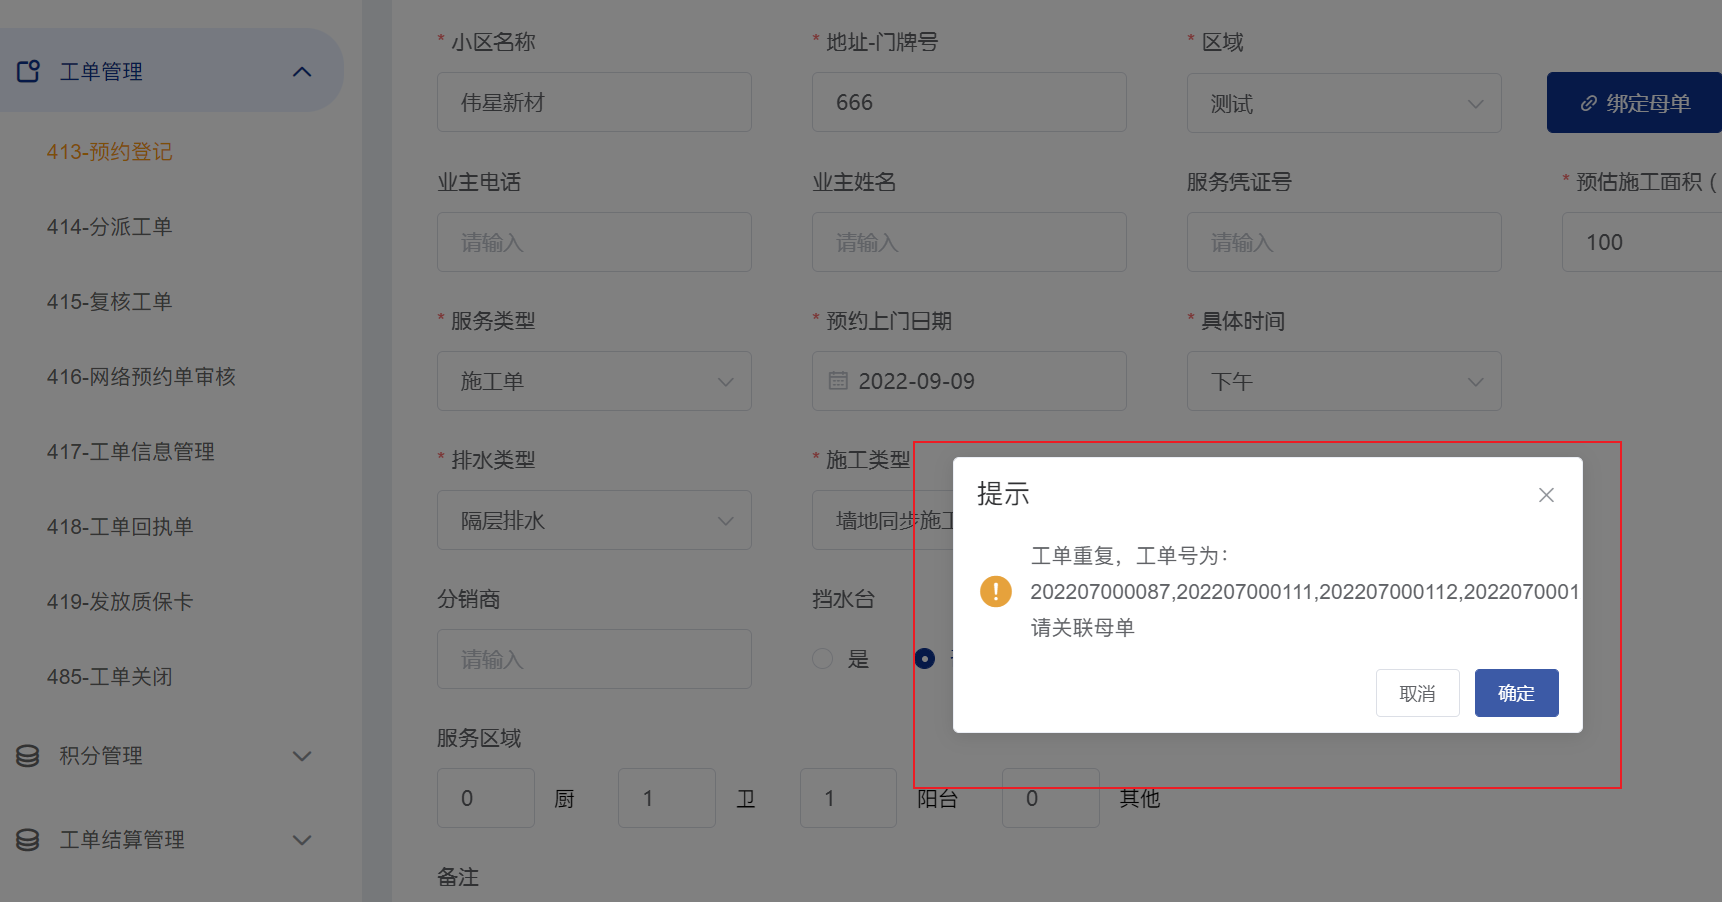 工单管理
413-预约登记
414-分派工单
415-复核工单
416-网络预约单审核
417-工单信息管理
418-工单回执单
419-发放质保卡
485-工单关闭
积分管理
工单结算管理
* 小区名称
* 地址-门牌号
* 区域
伟星新材
666
测试
绑定母单
业主电话
业主姓名
服务凭证号
* 预估施工面积 (
请输入
请输入
请输入
100
* 服务类型
* 预约上门日期
* 具体时间
施工单
2022-09-09
下午
* 排水类型
* 施工类型
隔层排水
墙地同步施工
分销商
挡水台
请输入
是
服务区域
0 厨 1 卫 1 阳台 0 其他
备注
提示
工单重复，工单号为：
202207000087,202207000111,202207000112,2022070001
请关联母单
取消
确定